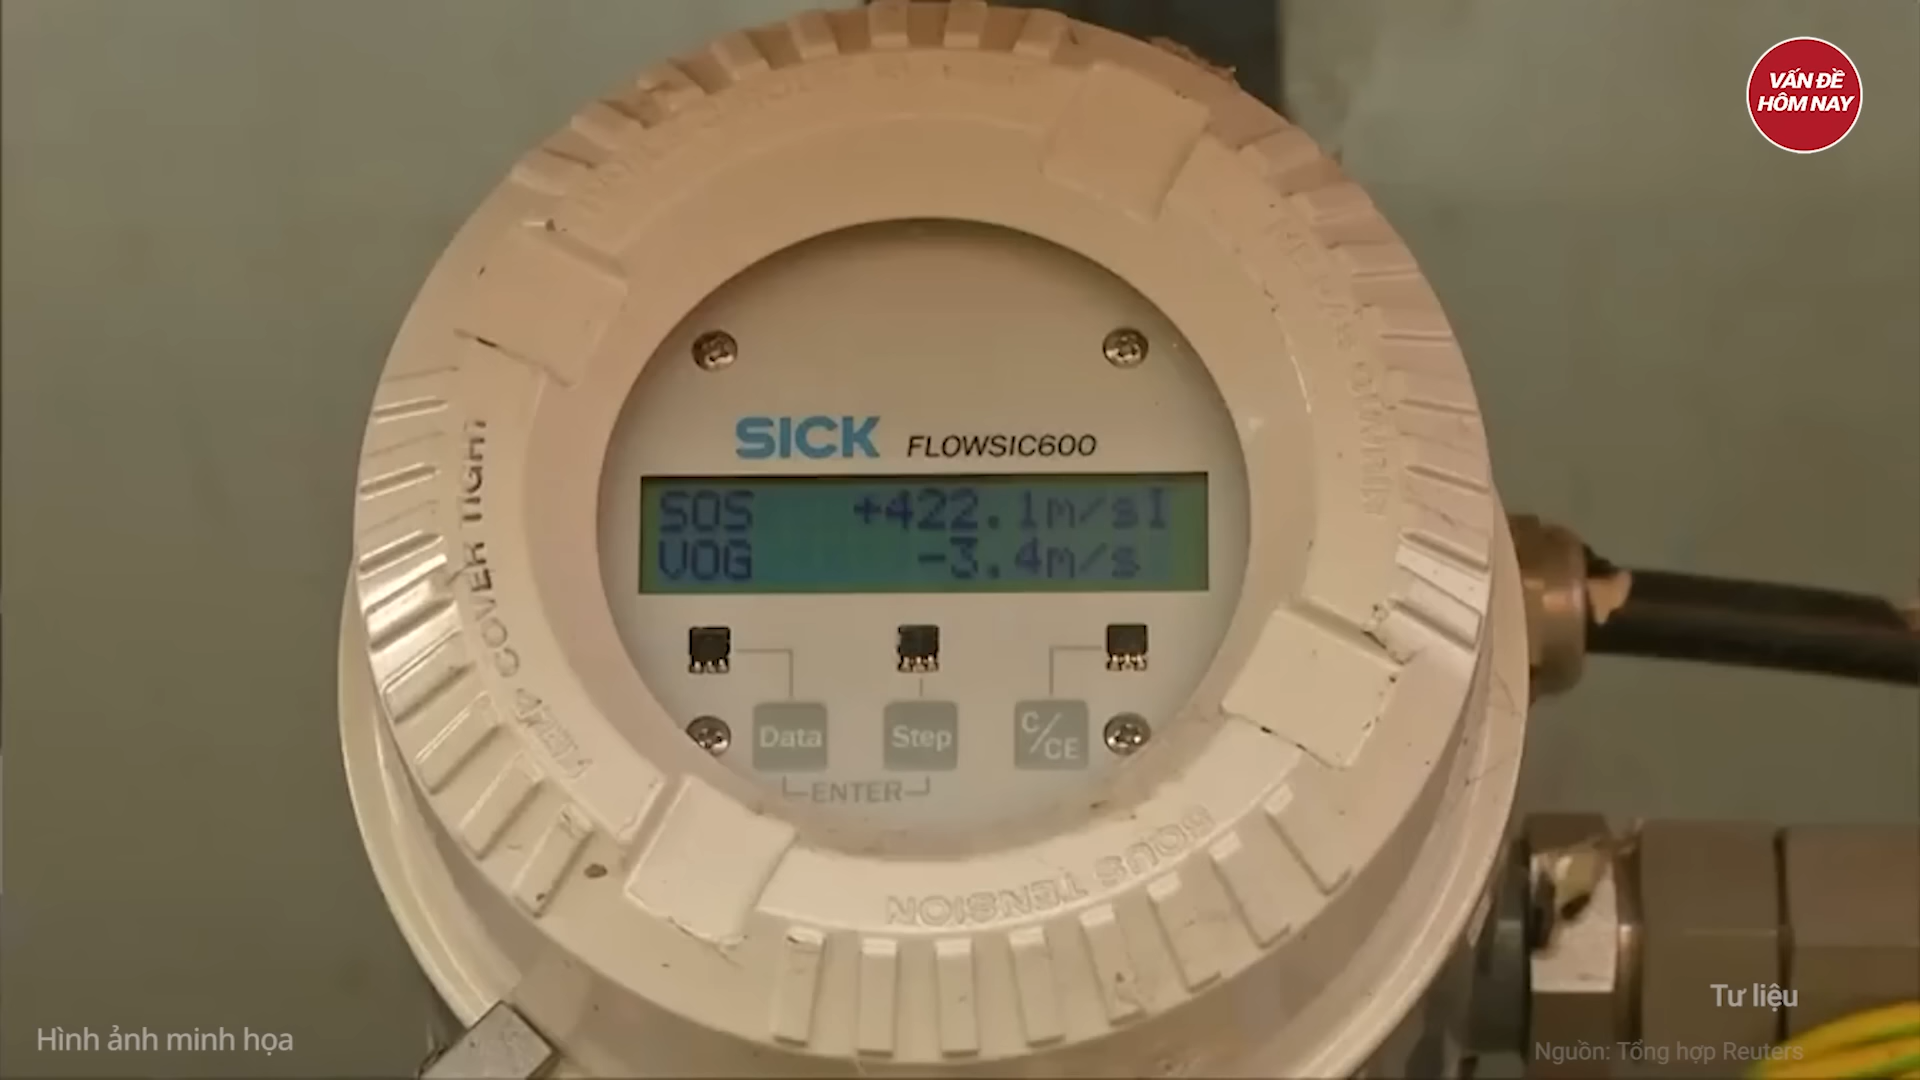 VẤN ĐỀ
HÔM NAY
SICK FLOWSIC600
SOS +422.1m/sI
VOG -3.4m/s
Data Step C/CE
ENTER
COVER TIGHT
SOUS TENSION
Tư liệu
Hình ảnh minh họa
Nguồn: Tổng hợp Reuters